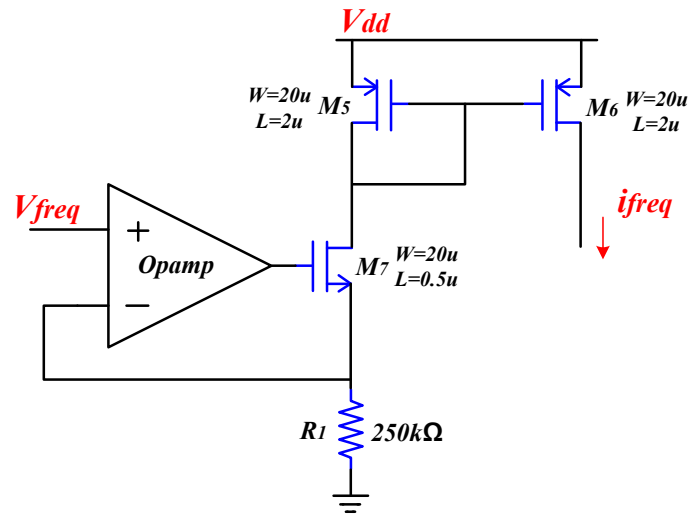 Vdd
W=20u
L=2u
M5
M6
W=20u
L=2u
Vfreq
ifreq
+
Opamp
−
M7
W=20u
L=0.5u
R1
250kΩ